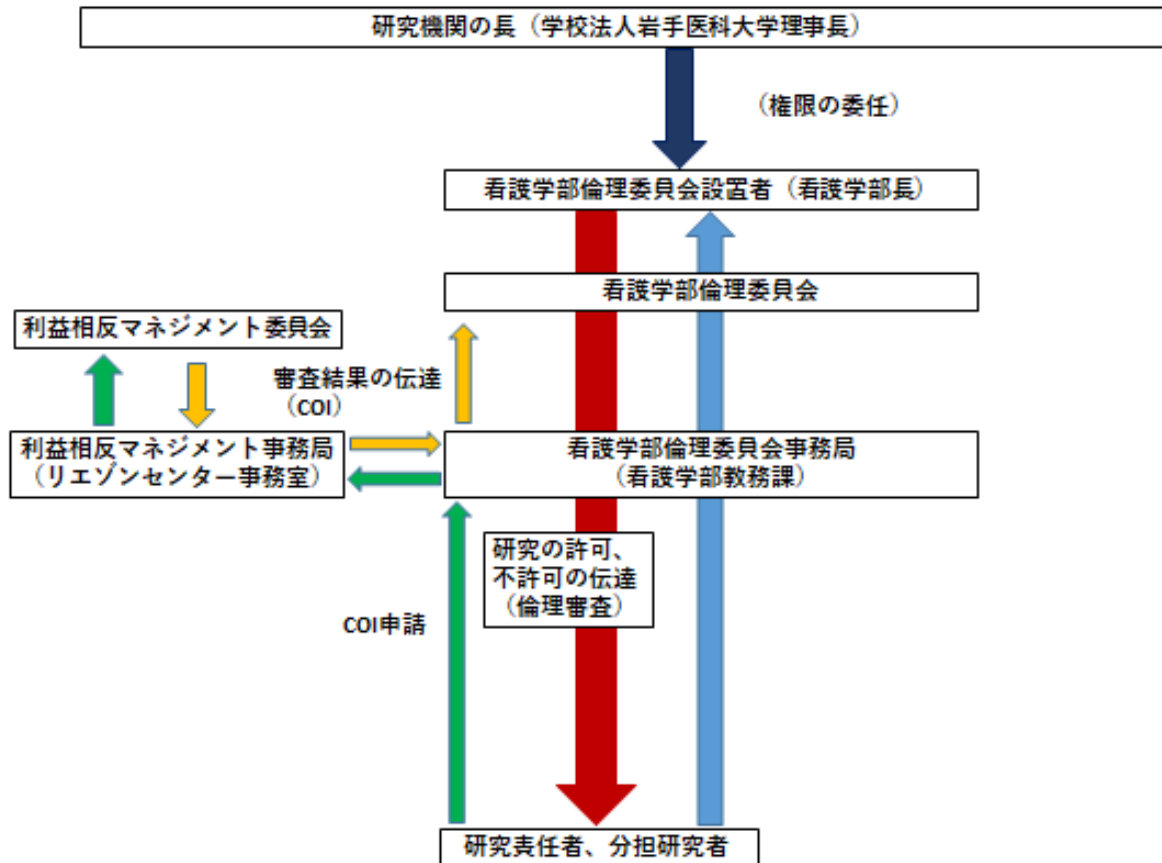 研究機関の長（学校法人岩手医科大学理事長）
（権限の委任）
看護学部倫理委員会設置者（看護学部長）
看護学部倫理委員会
利益相反マネジメント委員会
審査結果の伝達
（COI）
利益相反マネジメント事務局
（リエゾンセンター事務室）
看護学部倫理委員会事務局
（看護学部教務課）
研究の許可、
不許可の伝達
（倫理審査）
COI申請
研究責任者、分担研究者